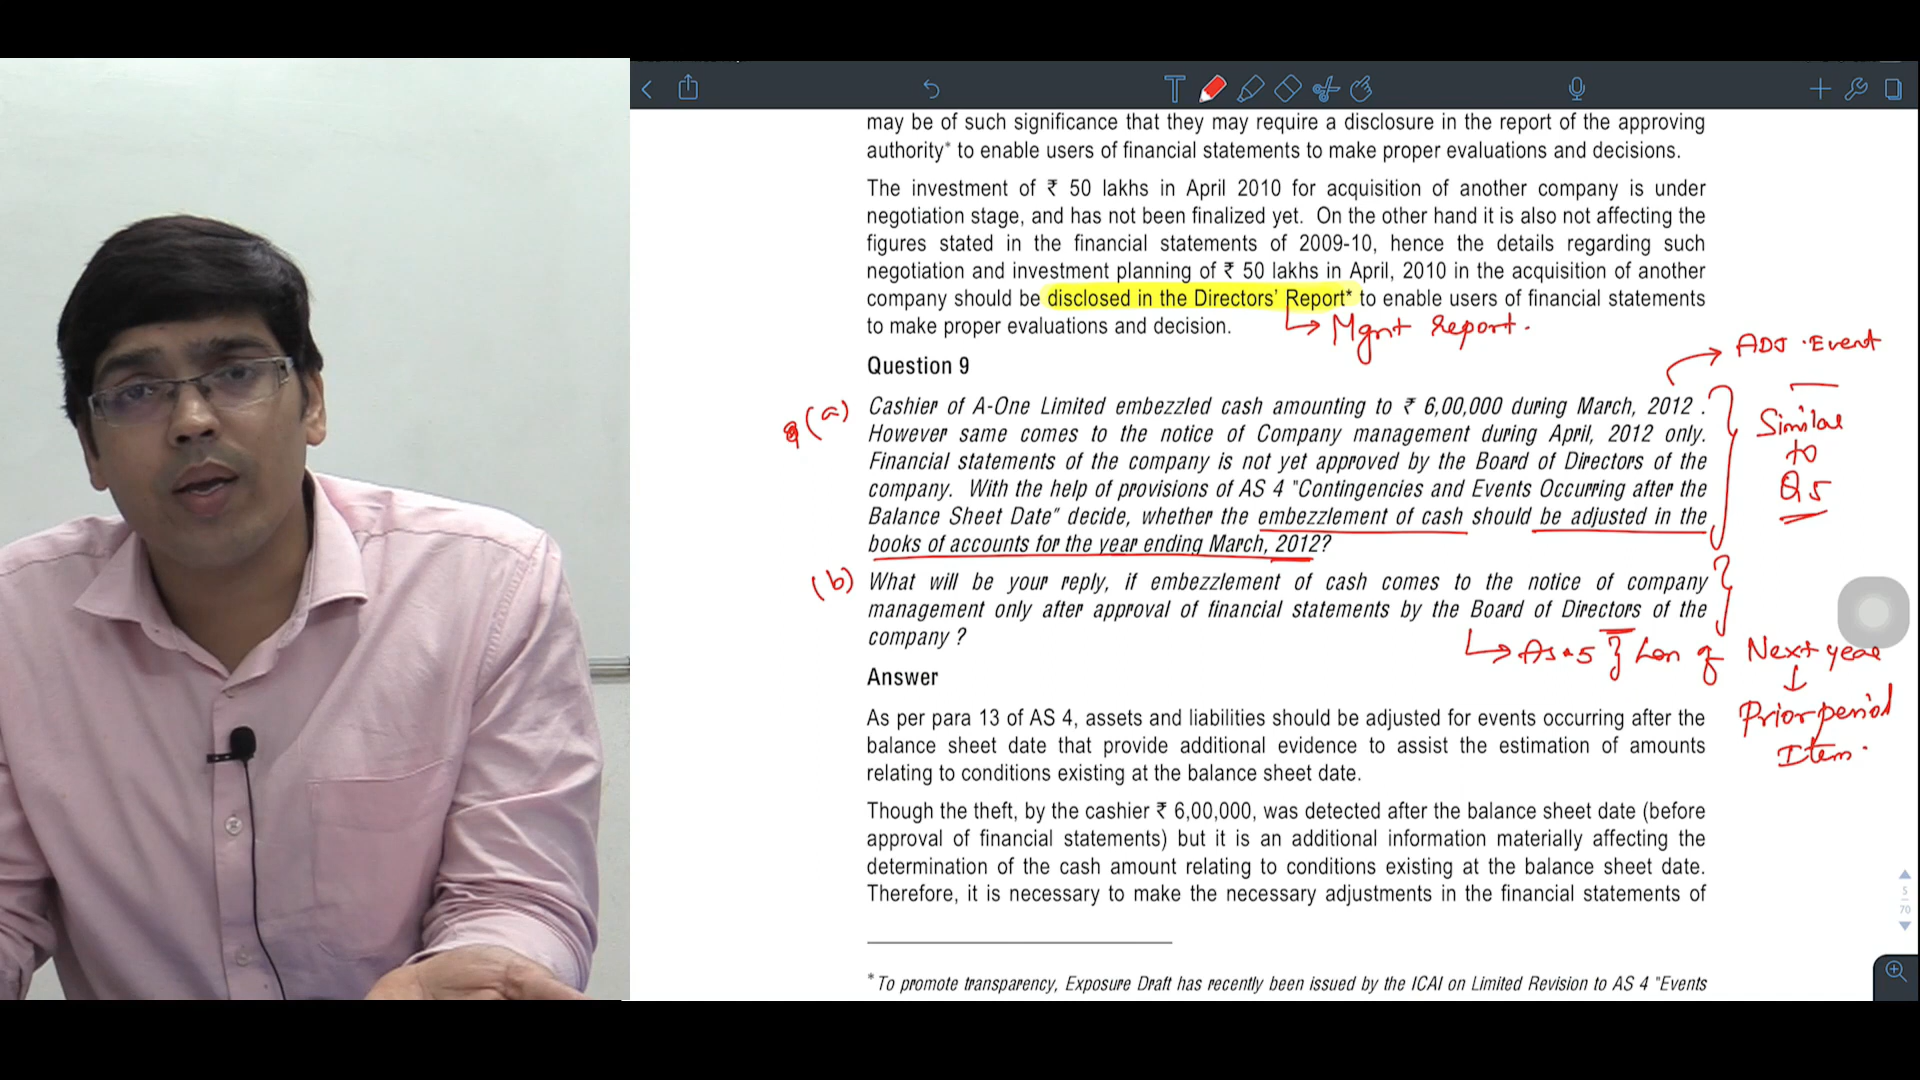 may be of such significance that they may require a disclosure in the report of the approving
authority* to enable users of financial statements to make proper evaluations and decisions.
The investment of ₹ 50 lakhs in April 2010 for acquisition of another company is under
negotiation stage, and has not been finalized yet. On the other hand it is also not affecting the
figures stated in the financial statements of 2009-10, hence the details regarding such
negotiation and investment planning of ₹ 50 lakhs in April, 2010 in the acquisition of another
company should be disclosed in the Directors' Report* to enable users of financial statements
to make proper evaluations and decision.
Mgnt report.
Question 9
ADJ. Event
(a)
Cashier of A-One Limited embezzled cash amounting to ₹ 6,00,000 during March, 2012 .
However same comes to the notice of Company management during April, 2012 only.
Financial statements of the company is not yet approved by the Board of Directors of the
company. With the help of provisions of AS 4 "Contingencies and Events Occurring after the
Balance Sheet Date" decide, whether the embezzlement of cash should be adjusted in the
books of accounts for the year ending March, 2012?
Similar
to
Q5
(b)
What will be your reply, if embezzlement of cash comes to the notice of company
management only after approval of financial statements by the Board of Directors of the
company ?
AS-5 } Loss of Next year
Prior period
Item.
Answer
As per para 13 of AS 4, assets and liabilities should be adjusted for events occurring after the
balance sheet date that provide additional evidence to assist the estimation of amounts
relating to conditions existing at the balance sheet date.
Though the theft, by the cashier ₹ 6,00,000, was detected after the balance sheet date (before
approval of financial statements) but it is an additional information materially affecting the
determination of the cash amount relating to conditions existing at the balance sheet date.
Therefore, it is necessary to make the necessary adjustments in the financial statements of
5
70
* To promote transparency, Exposure Draft has recently been issued by the ICAI on Limited Revision to AS 4 "Events